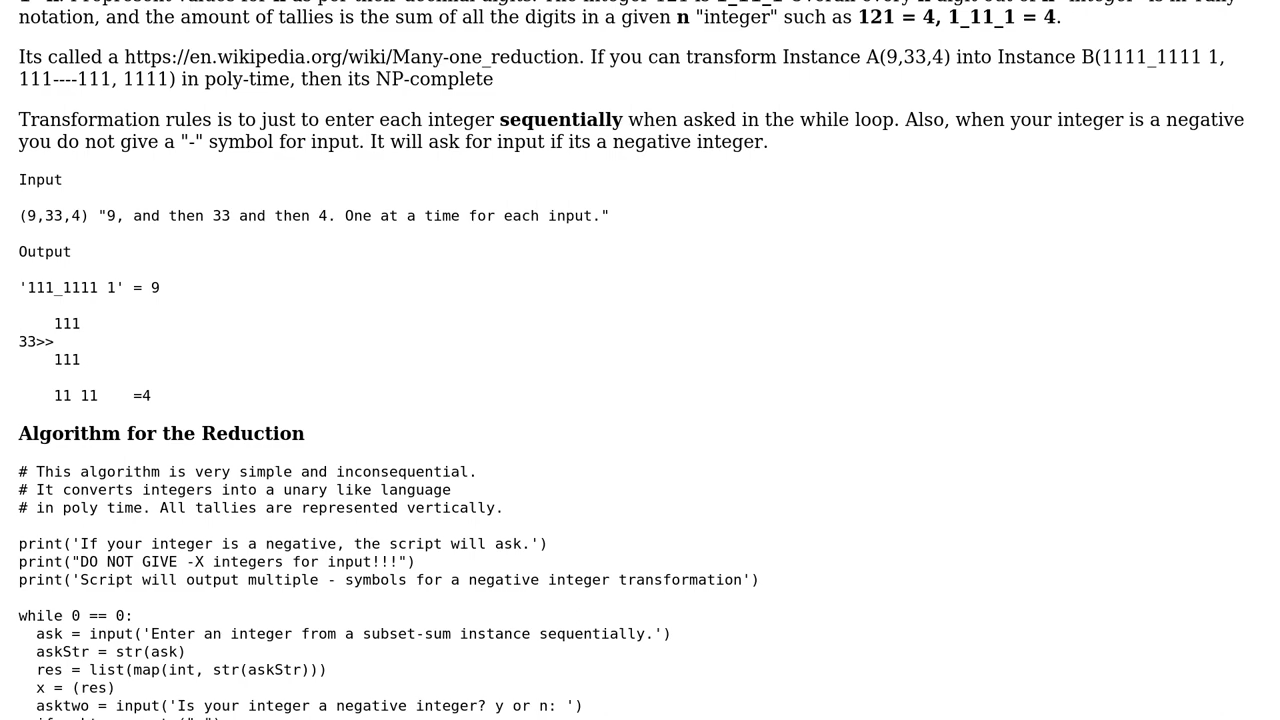 notation, and the amount of tallies is the sum of all the digits in a given n "integer" such as 121 = 4, 1_11_1 = 4.
Its called a https://en.wikipedia.org/wiki/Many-one_reduction. If you can transform Instance A(9,33,4) into Instance B(1111_1111 1,
111----111, 1111) in poly-time, then its NP-complete
Transformation rules is to just to enter each integer sequentially when asked in the while loop. Also, when your integer is a negative
you do not give a "-" symbol for input. It will ask for input if its a negative integer.
Input
(9,33,4) "9, and then 33 and then 4. One at a time for each input."
Output
'111_1111 1' = 9
    111
33>>
    111
    11 11    =4
Algorithm for the Reduction
# This algorithm is very simple and inconsequential.
# It converts integers into a unary like language
# in poly time. All tallies are represented vertically.
print('If your integer is a negative, the script will ask.')
print("DO NOT GIVE -X integers for input!!!")
print('Script will output multiple - symbols for a negative integer transformation')
while 0 == 0:
  ask = input('Enter an integer from a subset-sum instance sequentially.')
  askStr = str(ask)
  res = list(map(int, str(askStr)))
  x = (res)
  asktwo = input('Is your integer a negative integer? y or n: ')